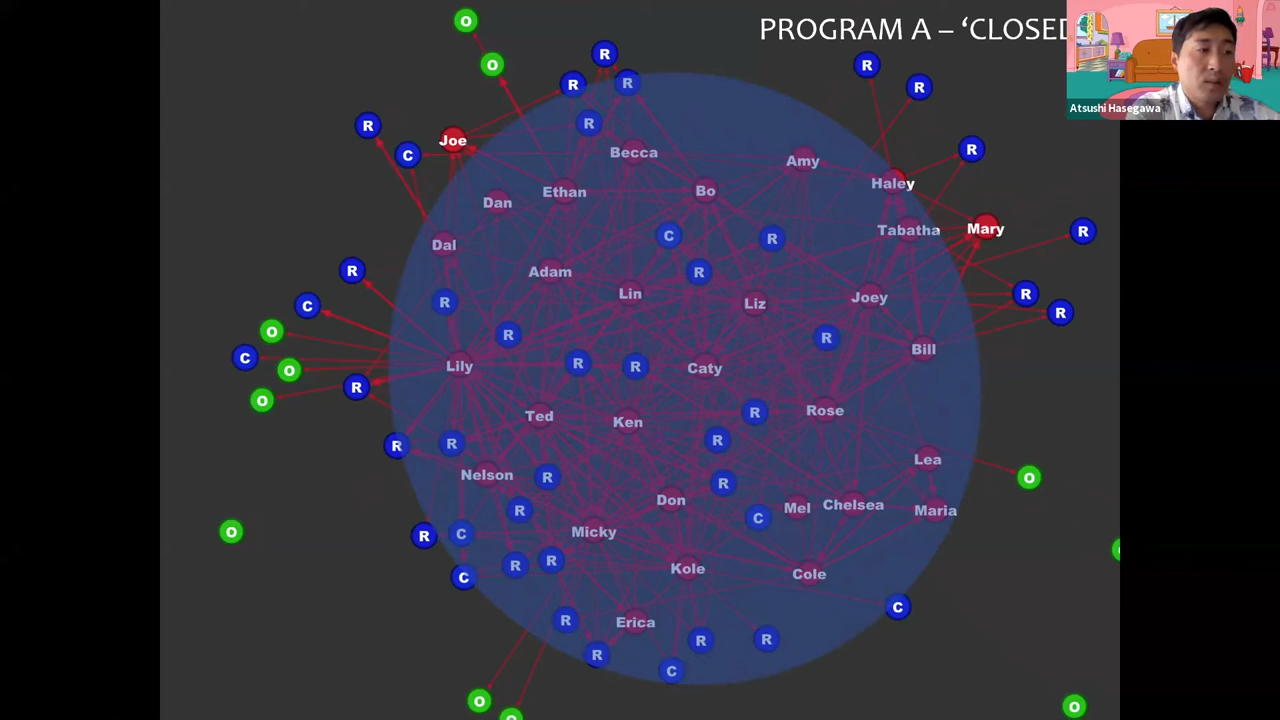 O
PROGRAM A – ‘CLOSED
R
O
R
R
R
R
R
R
R
C
Joe
Becca
R
Amy
Haley
Ethan
Bo
Dan
Mary
Tabatha
R
C
R
Dal
R
Adam
R
Lin
R
Joey
R
C
Liz
R
O
R
R
Bill
C
R
R
Lily
Caty
O
R
O
R
Rose
Ted
Ken
R
R
R
Lea
Nelson
R
O
R
Don
Mel
Chelsea
R
Maria
C
O
R
C
Micky
R
R
Kole
Cole
C
C
R
Erica
R
R
R
C
O
O
O
Atsushi Hasegawa